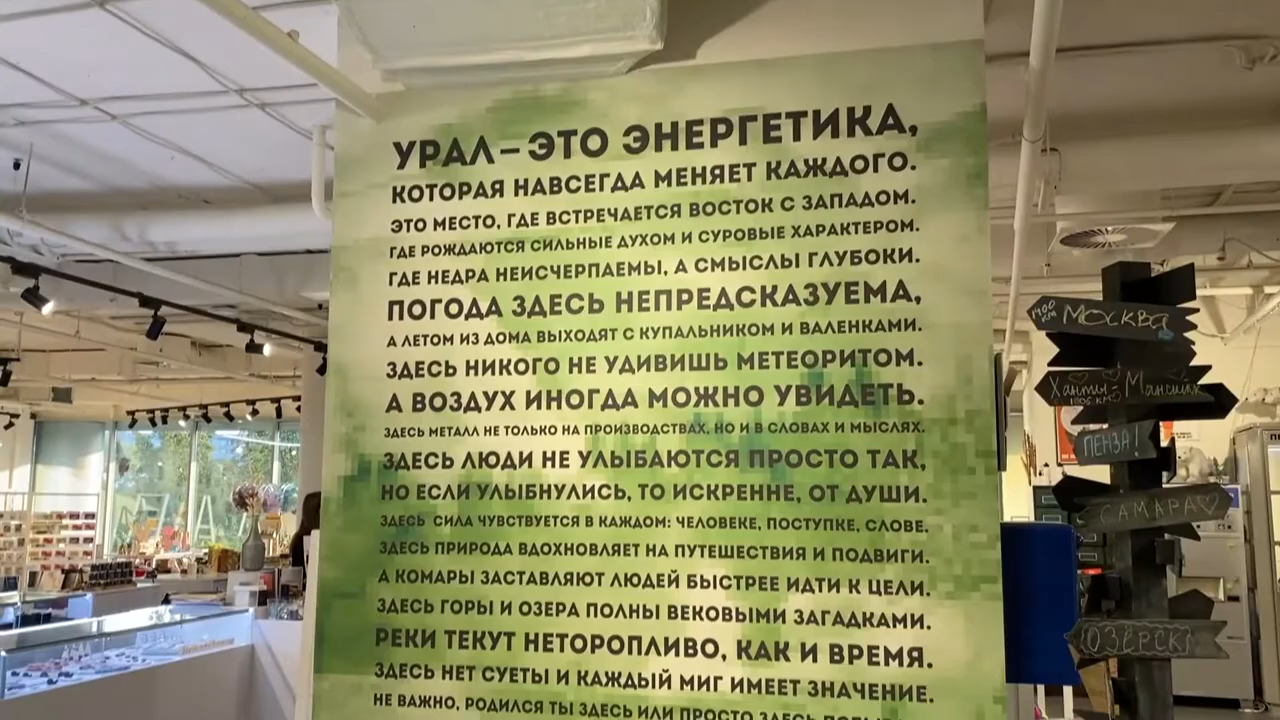 УРАЛ – ЭТО ЭНЕРГЕТИКА,
КОТОРАЯ НАВСЕГДА МЕНЯЕТ КАЖДОГО.
ЭТО МЕСТО, ГДЕ ВСТРЕЧАЕТСЯ ВОСТОК С ЗАПАДОМ.
ГДЕ РОЖДАЮТСЯ СИЛЬНЫЕ ДУХОМ И СУРОВЫЕ ХАРАКТЕРОМ.
ГДЕ НЕДРА НЕИСЧЕРПАЕМЫ, А СМЫСЛЫ ГЛУБОКИ.
ПОГОДА ЗДЕСЬ НЕПРЕДСКАЗУЕМА,
А ЛЕТОМ ИЗ ДОМА ВЫХОДЯТ С КУПАЛЬНИКОМ И ВАЛЕНКАМИ.
ЗДЕСЬ НИКОГО НЕ УДИВИШЬ МЕТЕОРИТОМ.
А ВОЗДУХ ИНОГДА МОЖНО УВИДЕТЬ.
ЗДЕСЬ МЕТАЛЛ НЕ ТОЛЬКО НА ПРОИЗВОДСТВАХ, НО И В СЛОВАХ И МЫСЛЯХ.
ЗДЕСЬ ЛЮДИ НЕ УЛЫБАЮТСЯ ПРОСТО ТАК,
НО ЕСЛИ УЛЫБНУЛИСЬ, ТО ИСКРЕННЕ, ОТ ДУШИ.
ЗДЕСЬ СИЛА ЧУВСТВУЕТСЯ В КАЖДОМ: ЧЕЛОВЕКЕ, ПОСТУПКЕ, СЛОВЕ.
ЗДЕСЬ ПРИРОДА ВДОХНОВЛЯЕТ НА ПУТЕШЕСТВИЯ И ПОДВИГИ.
А КОМАРЫ ЗАСТАВЛЯЮТ ЛЮДЕЙ БЫСТРЕЕ ИДТИ К ЦЕЛИ.
ЗДЕСЬ ГОРЫ И ОЗЕРА ПОЛНЫ ВЕКОВЫМИ ЗАГАДКАМИ.
РЕКИ ТЕКУТ НЕТОРОПЛИВО, КАК И ВРЕМЯ.
ЗДЕСЬ НЕТ СУЕТЫ И КАЖДЫЙ МИГ ИМЕЕТ ЗНАЧЕНИЕ.
НЕ ВАЖНО, РОДИЛСЯ ТЫ ЗДЕСЬ ИЛИ ПРОСТО ЗДЕСЬ
1400 КМ МОСКВА
Ханты-Мансийск
1006 КМ
ПЕНЗА!
САМАРА
ОЗЁРСК